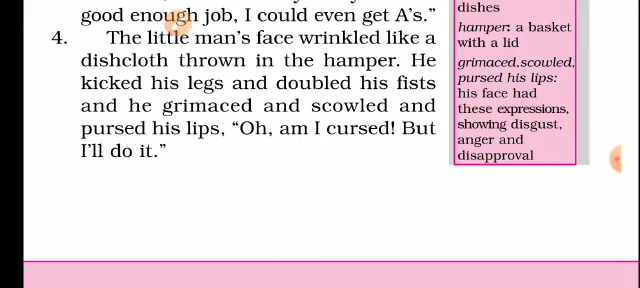 good enough job, I could even get A's."
4. The little man's face wrinkled like a
dishcloth thrown in the hamper. He
kicked his legs and doubled his fists
and he grimaced and scowled and
pursed his lips, "Oh, am I cursed! But
I'll do it."
dishes
hamper: a basket
with a lid
grimaced,scowled,
pursed his lips:
his face had
these expressions,
showing disgust,
anger and
disapproval